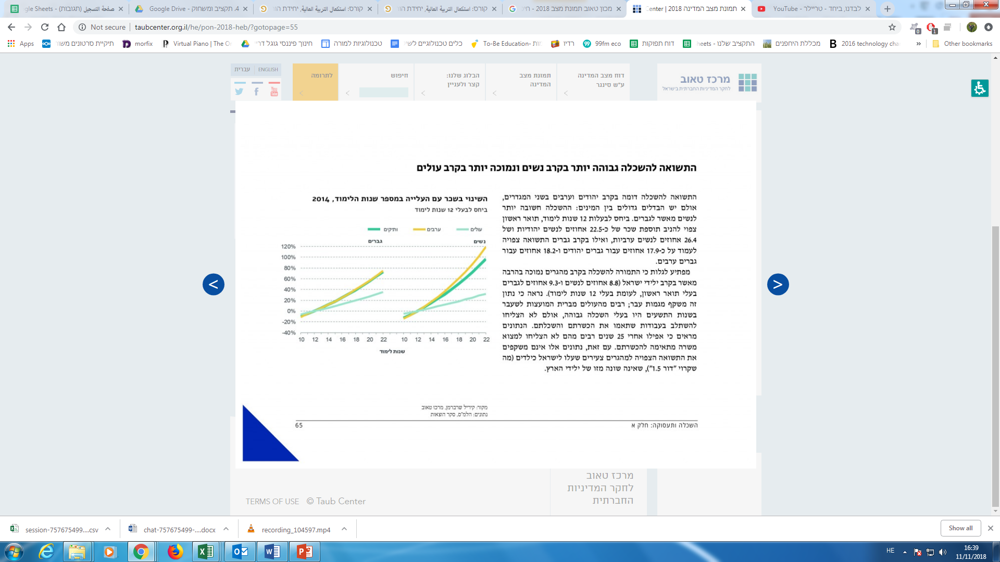 صفحة التسجيل (תגובות) - gle Sheets
4. תקציב ומשחוק - Google Drive
קורס: استكمال التربية المالية, יחידת הור
קורס: استكمال التربية المالية, יחידת הור
מכון טאוב תמונת מצב 2018 - חינ
תמונת מצב המדינה 2018 | Center
לבדנו, ביחד - טריילר - YouTube
Not secure | taubcenter.org.il/he/pon-2018-heb/?gotopage=55
Apps
תיקיית סרטונים משו
morfix
Virtual Piano | The O
חינוך פיננסי גוגל דרי
טכנולוגיות למורה
כלים טכנולוגיים לשי
To-Be Education- מות
רדיו
99fm eco
דוח תפוקות
התקציב שלנו - heets
מכללת היחפנים
2016 technology cha
» Other bookmarks
עברית ENGLISH
לתרומה
חיפוש
הבלוג שלנו:
קצר ולעניין
תמונת מצב
המדינה
דוח מצב המדינה
ע"ש סינגר
מרכז טאוב
לחקר המדיניות החברתית בישראל
You
Tube
התשואה להשכלה גבוהה יותר בקרב נשים ונמוכה יותר בקרב עולים
התשואה להשכלה דומה בקרב יהודים וערבים בשני המגדרים,
אולם יש הבדלים גדולים בין המינים: ההשכלה חשובה יותר
לנשים מאשר לגברים. ביחס לבעלות 12 שנות לימוד, תואר ראשון
צפוי להניב תוספת שכר של כ-22.5 אחוזים לנשים יהודיות ושל
26.4 אחוזים לנשים ערביות, ואילו בקרב גברים התשואה צפויה
לעמוד על כ-17.9 אחוזים עבור גברים יהודים ו-18.2 אחוזים עבור
גברים ערבים.
מפתיע לגלות כי התמורה להשכלה בקרב מהגרים נמוכה בהרבה
מאשר בקרב ילידי ישראל (8.8 אחוזים לנשים ו-9.3 אחוזים לגברים
בעלי תואר ראשון, לעומת בעלי 12 שנות לימוד). נראה כי נתון
זה משקף מגמות עבר; רבים מהעולים מברית המועצות לשעבר
בשנות התשעים היו בעלי השכלה גבוהה, אולם לא הצליחו
להשתלב בעבודות שתאמו את הכשרתם והשכלתם. הנתונים
מראים כי אפילו אחרי 25 שנים רבים מהם לא הצליחו למצוא
משרה מתאימה להכשרתם. עם זאת, נתונים אלו אינם משקפים
את התשואה הצפויה למהגרים צעירים שעלו לישראל כילדים (מה
שקרוי "דור 1.5"), שאינה שונה מזו של ילידי הארץ.
השינוי בשכר עם העלייה במספר שנות הלימוד, 2014
ביחס לבעלי 12 שנות לימוד
עולים ערבים ותיקים
נשים
גברים
120%
100%
80%
60%
40%
20%
0%
-20%
-40%
10 12 14 16 18 20 22 10 12 14 16 18 20 22
שנות לימוד
מקור: קיריל שרברמן, מרכז טאוב
נתונים: הלמ"ס, סקר הוצאות
השכלה ותעסוקה: חלק א
65
מרכז טאוב
לחקר המדיניות
החברתית
TERMS OF USE © Taub Center
session-757675499....csv
chat-757675499-....docx
recording_104597.mp4
Show all
HE
16:39
11/11/2018